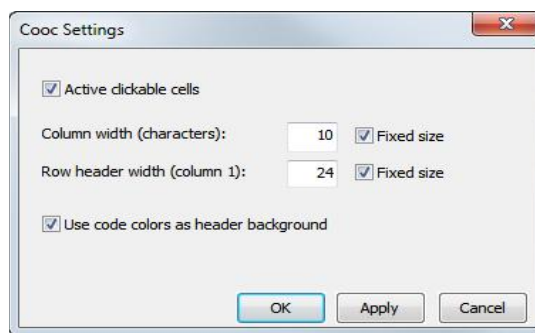 Cooc Settings
Active clickable cells
Column width (characters): 10 Fixed size
Row header width (column 1): 24 Fixed size
Use code colors as header background
OK Apply Cancel